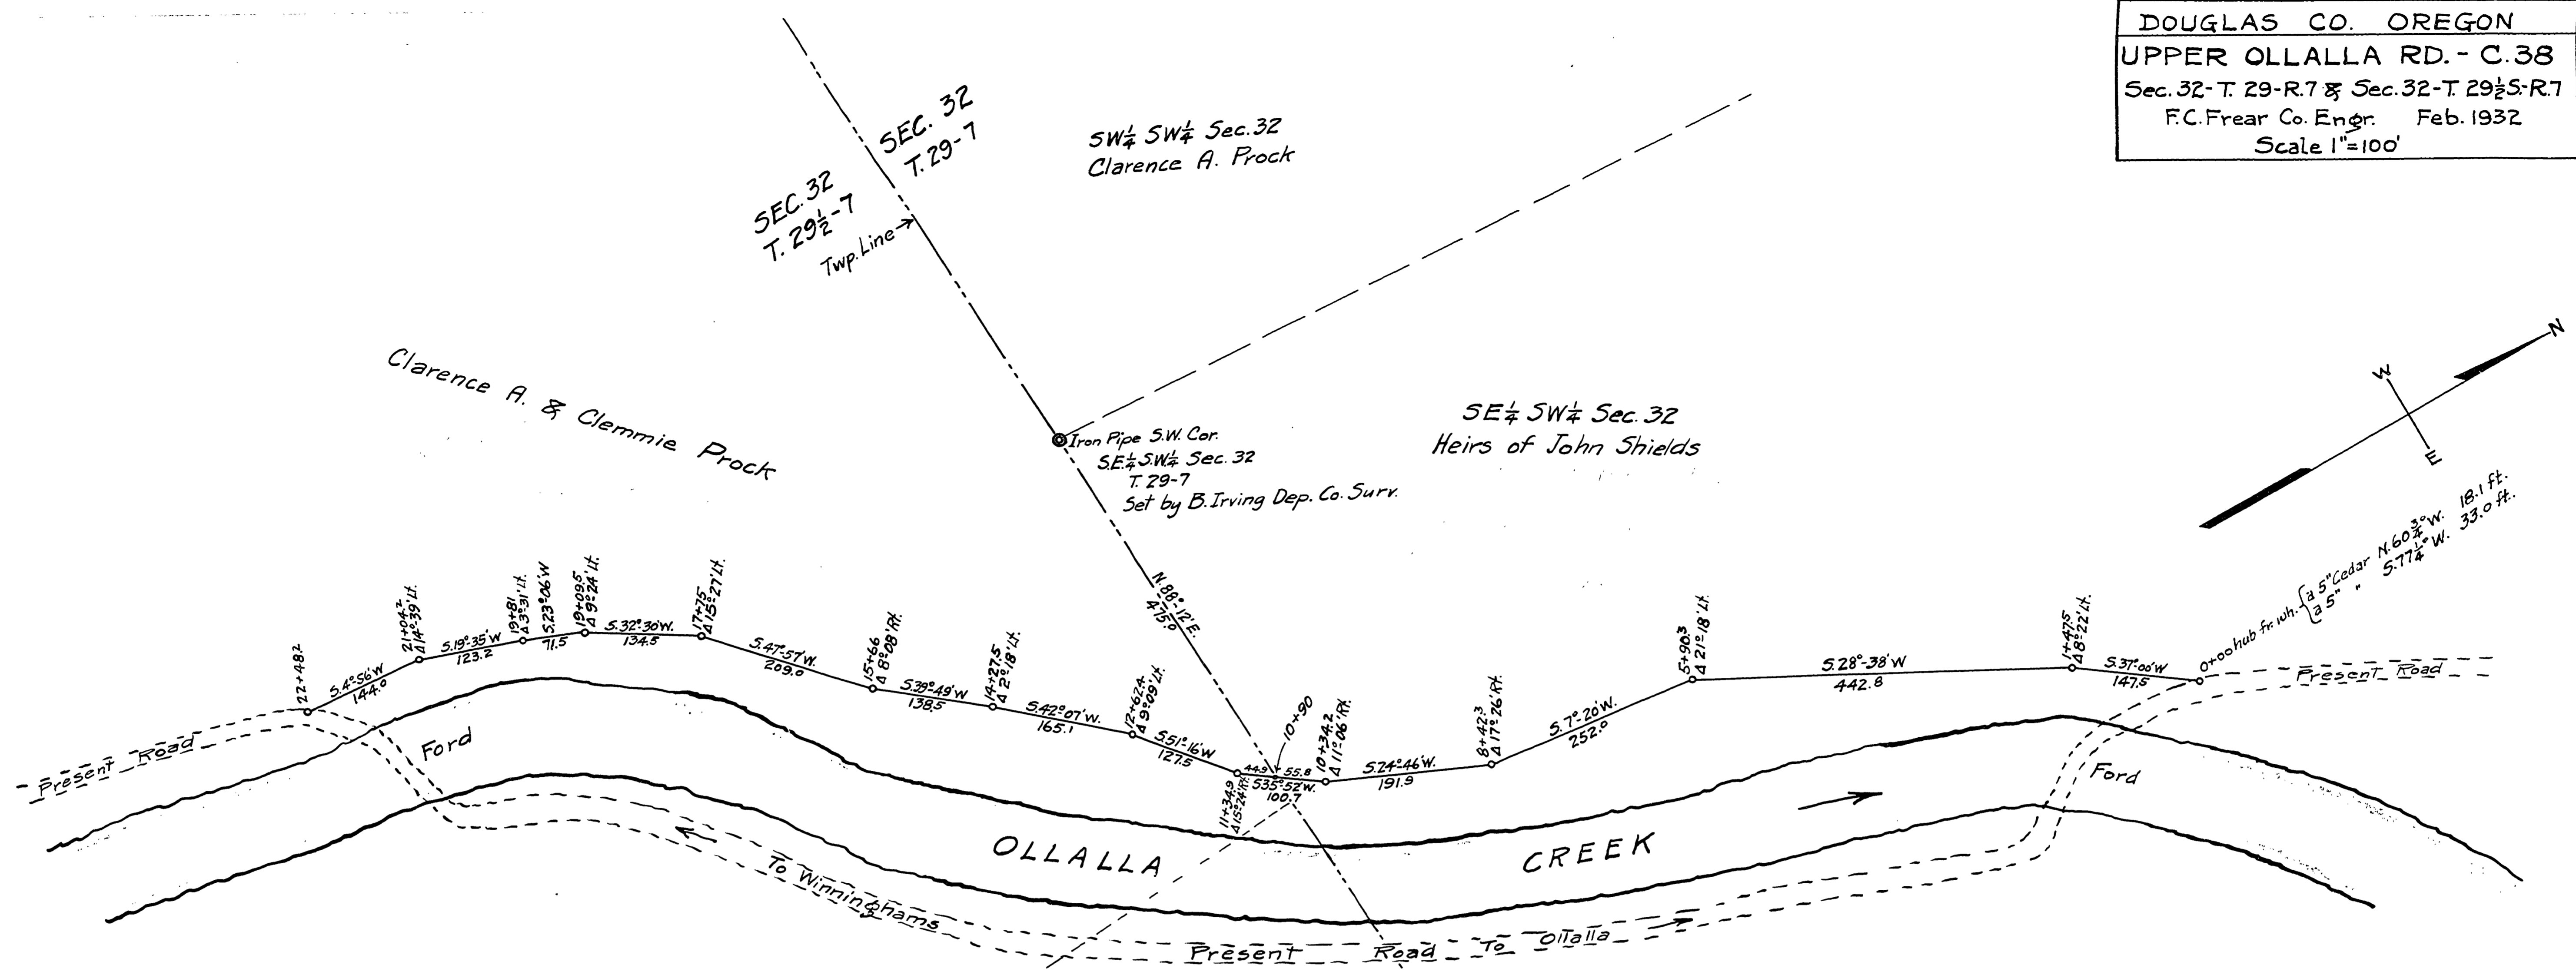 DOUGLAS CO. OREGON
UPPER OLLALLA RD. - C.38
Sec. 32 - T. 29 - R.7 & Sec. 32 - T. 29½ S. - R.7
F.C. Frear Co. Engr. Feb. 1932
Scale 1"=100'
SEC. 32
T. 29-7
SEC. 32
T. 29½-7
Twp. Line
SW¼ SW¼ Sec. 32
Clarence A. Prock
Clarence A. & Clemmie Prock
Iron Pipe S.W. Cor.
S.E.¼ S.W.¼ Sec. 32
T. 29-7
Set by B. Irving Dep. Co. Surv.
SE¼ SW¼ Sec. 32
Heirs of John Shields
N
W
E
N. 88°-12' E.
475.0
22+48.2
S. 4°-56' W
144.0
21+04.2
Δ 14°-39' Lt.
S. 19°-35' W
123.2
19+81
Δ 3°-31' Lt.
S. 23°-06' W
71.5
19+09.5
Δ 9°-24' Lt.
S. 32°-30' W.
134.5
17+75
Δ 15°-27' Lt.
S. 47°-57' W.
209.0
15+66
Δ 8°-08' Rt.
S. 39°-49' W
138.5
14+27.5
Δ 2°-18' Lt.
S. 42°-07' W.
165.1
12+62.4
Δ 9°-09' Lt.
S. 51°-16' W
127.5
11+34.9
Δ 15°-24' Rt.
44.9 55.8
S35°-52' W.
100.7
10+90
10+34.2
Δ 11°-06' Rt.
S. 24°-46' W.
191.9
8+42.3
Δ 17°-26' Rt.
S. 7°-20' W.
252.0
5+90.3
Δ 21°-18' Lt.
S. 28°-38' W
442.8
1+47.5
Δ 8°-22' Lt.
S. 37°-00' W
147.5
0+00 hub fr. wh.
a 5" Cedar N. 60¾° W. 18.1 ft.
a 5" " S. 77¼° W. 33.0 ft.
Present Road
Present Road
Ford
Ford
OLLALLA CREEK
To Winninghams
Present Road To Ollalla